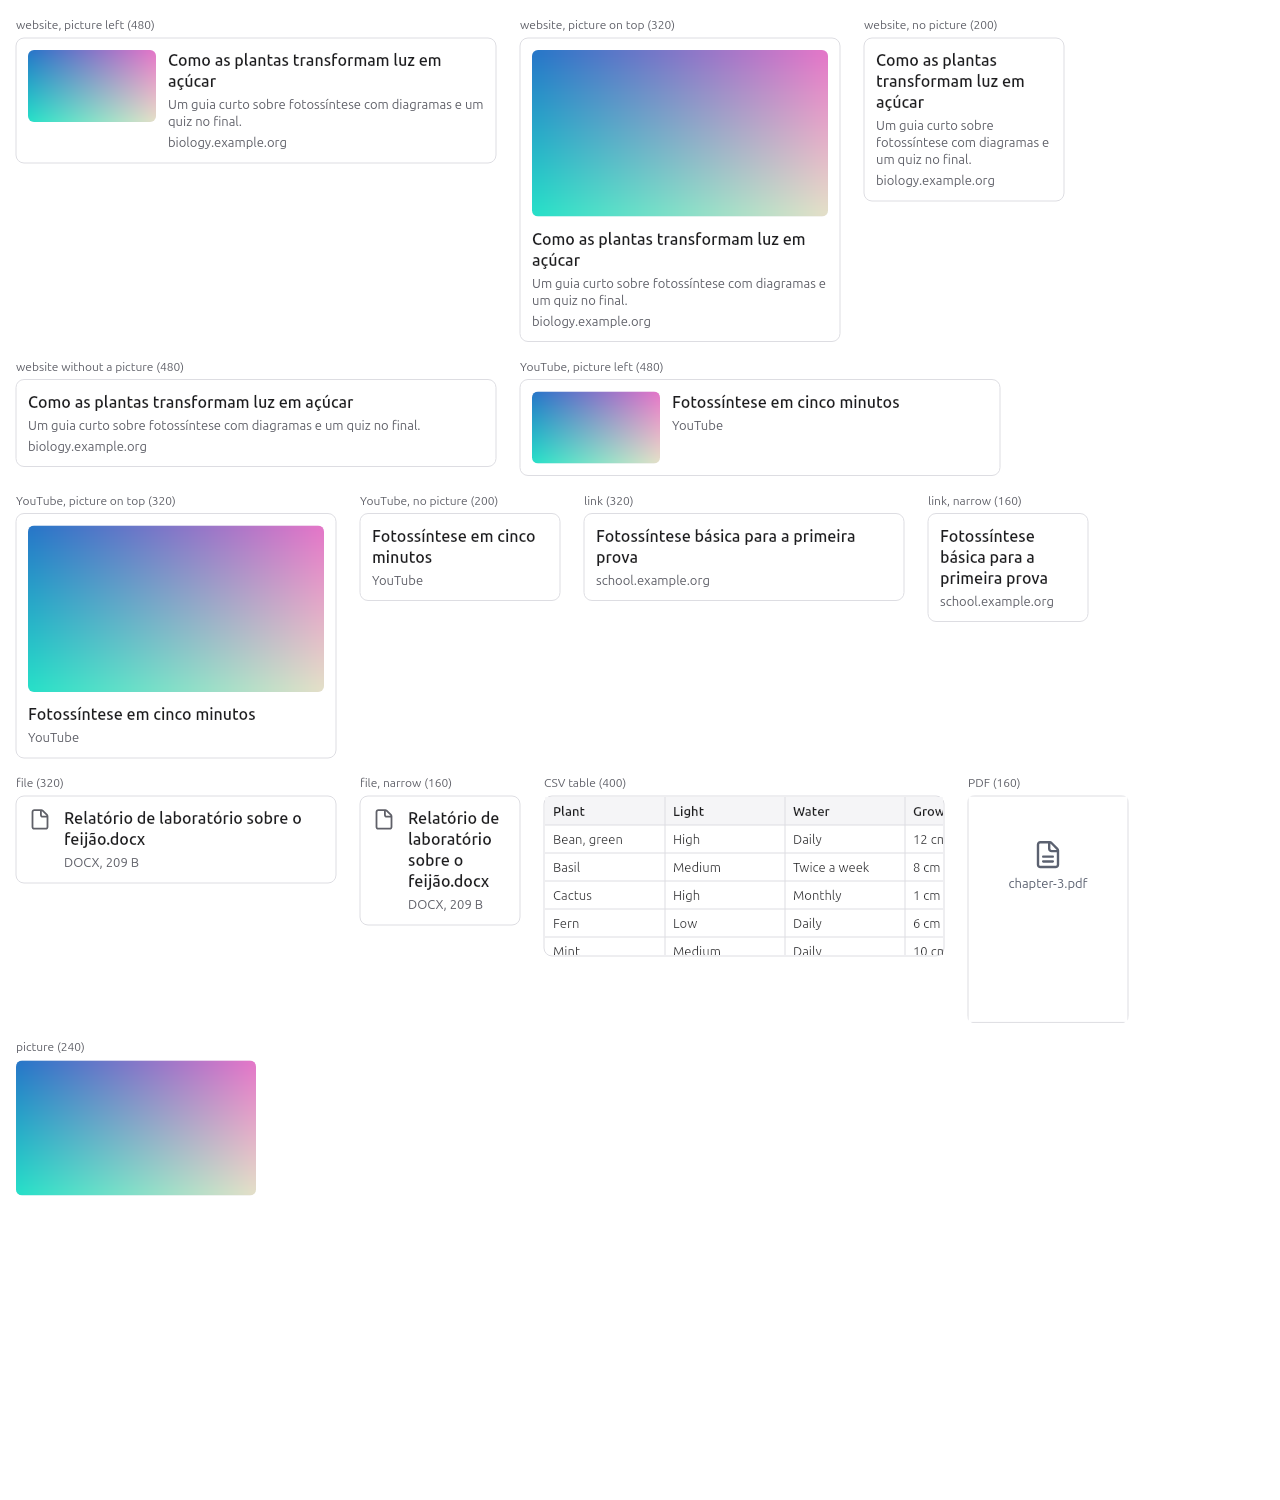 website, picture left (480)
Como as plantas transformam luz em
açúcar
Um guia curto sobre fotossíntese com diagramas e um
quiz no final.
biology.example.org
website, picture on top (320)
Como as plantas transformam luz em
açúcar
Um guia curto sobre fotossíntese com diagramas e
um quiz no final.
biology.example.org
website, no picture (200)
Como as plantas
transformam luz em
açúcar
Um guia curto sobre
fotossíntese com diagramas e
um quiz no final.
biology.example.org
website without a picture (480)
Como as plantas transformam luz em açúcar
Um guia curto sobre fotossíntese com diagramas e um quiz no final.
biology.example.org
YouTube, picture left (480)
Fotossíntese em cinco minutos
YouTube
YouTube, picture on top (320)
Fotossíntese em cinco minutos
YouTube
YouTube, no picture (200)
Fotossíntese em cinco
minutos
YouTube
link (320)
Fotossíntese básica para a primeira
prova
school.example.org
link, narrow (160)
Fotossíntese
básica para a
primeira prova
school.example.org
file (320)
Relatório de laboratório sobre o
feijão.docx
DOCX, 209 B
file, narrow (160)
Relatório de
laboratório
sobre o
feijão.docx
DOCX, 209 B
CSV table (400)
Plant Light Water Grow
Bean, green High Daily 12 cm
Basil Medium Twice a week 8 cm
Cactus High Monthly 1 cm
Fern Low Daily 6 cm
Mint Medium Daily 10 cm
PDF (160)
chapter-3.pdf
picture (240)